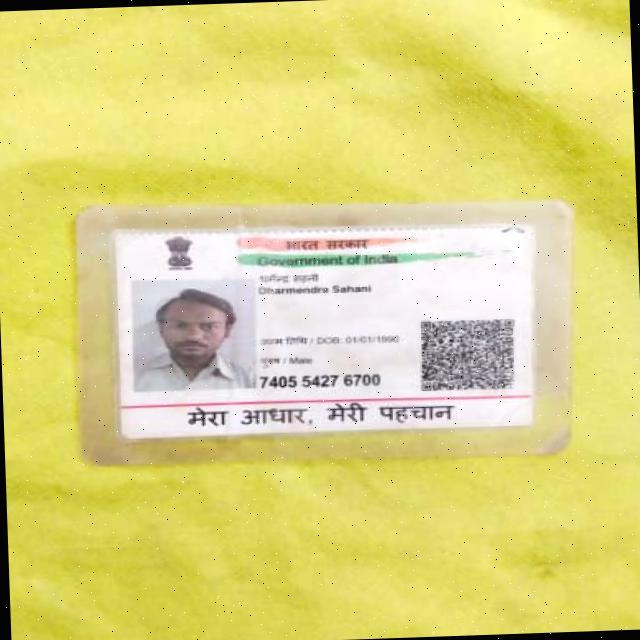 भारत सरकार
Government of India
धर्मेन्द्र सहनी
Dharmendra Sahani
जन्म तिथि / DOB: 01/01/1990
पुरुष / Male
7405 5427 6700
मेरा आधार, मेरी पहचान